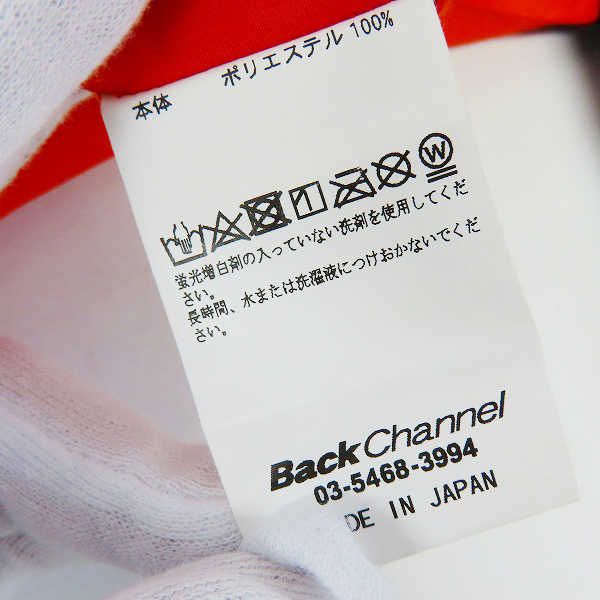 本体 ポリエステル 100%
W
蛍光増白剤の入っていない洗剤を使用してくだ
さい。
長時間、水または洗濯液につけおかないでくだ
さい。
Back Channel
03-5468-3994
DE IN JAPAN